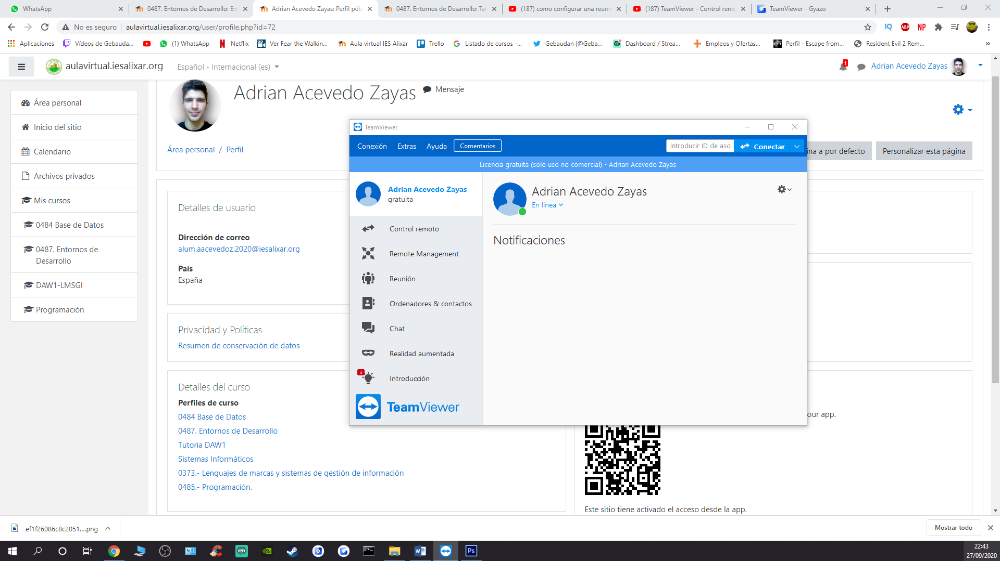 WhatsApp
0487. Entornos de Desarrollo: En
Adrian Acevedo Zayas: Perfil púb
0487. Entornos de Desarrollo: Tar
(187) como configurar una reunió
(187) TeamViewer - Control remo
TeamViewer - Gyazo
No es seguro
aulavirtual.iesalixar.org/user/profile.php?id=72
IQ
ABP
NP
Aplicaciones
Vídeos de Gebauda...
(1) WhatsApp
Netflix
Ver Fear the Walkin...
Aula virtual IES Alixar
Trello
Listado de cursos -...
Gebaudan (@Geba...
Dashboard / Strea...
Empleos y Ofertas...
Perfil - Escape from...
Resident Evil 2 Rem...
»
aulavirtual.iesalixar.org
Español - Internacional (es)
1
Adrian Acevedo Zayas
Área personal
Inicio del sitio
Calendario
Archivos privados
Mis cursos
0484 Base de Datos
0487. Entornos de
Desarrollo
DAW1-LMSGI
Programación
Adrian Acevedo Zayas
Mensaje
Área personal / Perfil
ina a por defecto
Personalizar esta página
Detalles de usuario
Dirección de correo
alum.aacevedoz.2020@iesalixar.org
País
España
Privacidad y Políticas
Resumen de conservación de datos
Detalles del curso
Perfiles de curso
0484 Base de Datos
0487. Entornos de Desarrollo
Tutoria DAW1
Sistemas Informáticos
0373.- Lenguajes de marcas y sistemas de gestión de información
0485.- Programación.
our app.
Este sitio tiene activado el acceso desde la app.
TeamViewer
Conexión
Extras
Ayuda
Comentarios
Introducir ID de aso
Conectar
Licencia gratuita (solo uso no comercial) - Adrian Acevedo Zayas
Adrian Acevedo Zayas
gratuita
Control remoto
Remote Management
Reunión
Ordenadores & contactos
Chat
Realidad aumentada
3
Introducción
TeamViewer
Adrian Acevedo Zayas
En línea
Notificaciones
ef1f26086c8c2051....png
Mostrar todo
Ps
22:43
27/09/2020